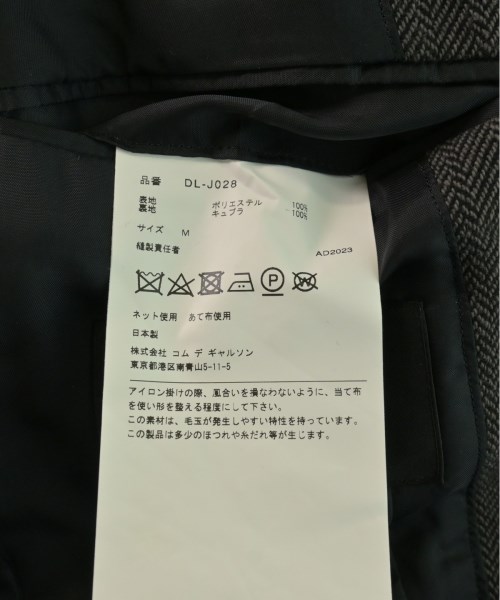 品番 DL-J028
表地 ポリエステル 100%
裏地 キュプラ 100%
サイズ M
縫製責任者
AD2023
P W
ネット使用 あて布使用
日本製
株式会社 コム デ ギャルソン
東京都港区南青山5-11-5
アイロン掛けの際、風合いを損なわないように、当て布
を使い形を整える程度にして下さい。
この素材は、毛玉が発生しやすい特性を持っています。
この製品は多少のほつれや糸だれ等が生じます。